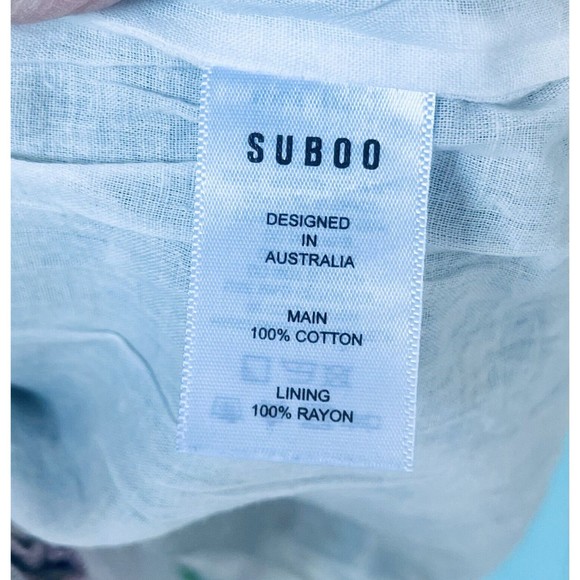 SUBOO
DESIGNED
IN
AUSTRALIA
MAIN
100% COTTON
LINING
100% RAYON